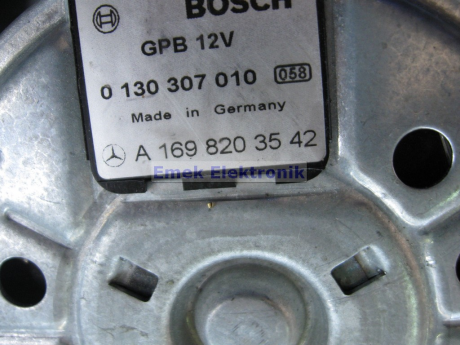 BOSCH
GPB 12V
0 130 307 010 058
Made in Germany
A 169 820 35 42
Emek Elektronik